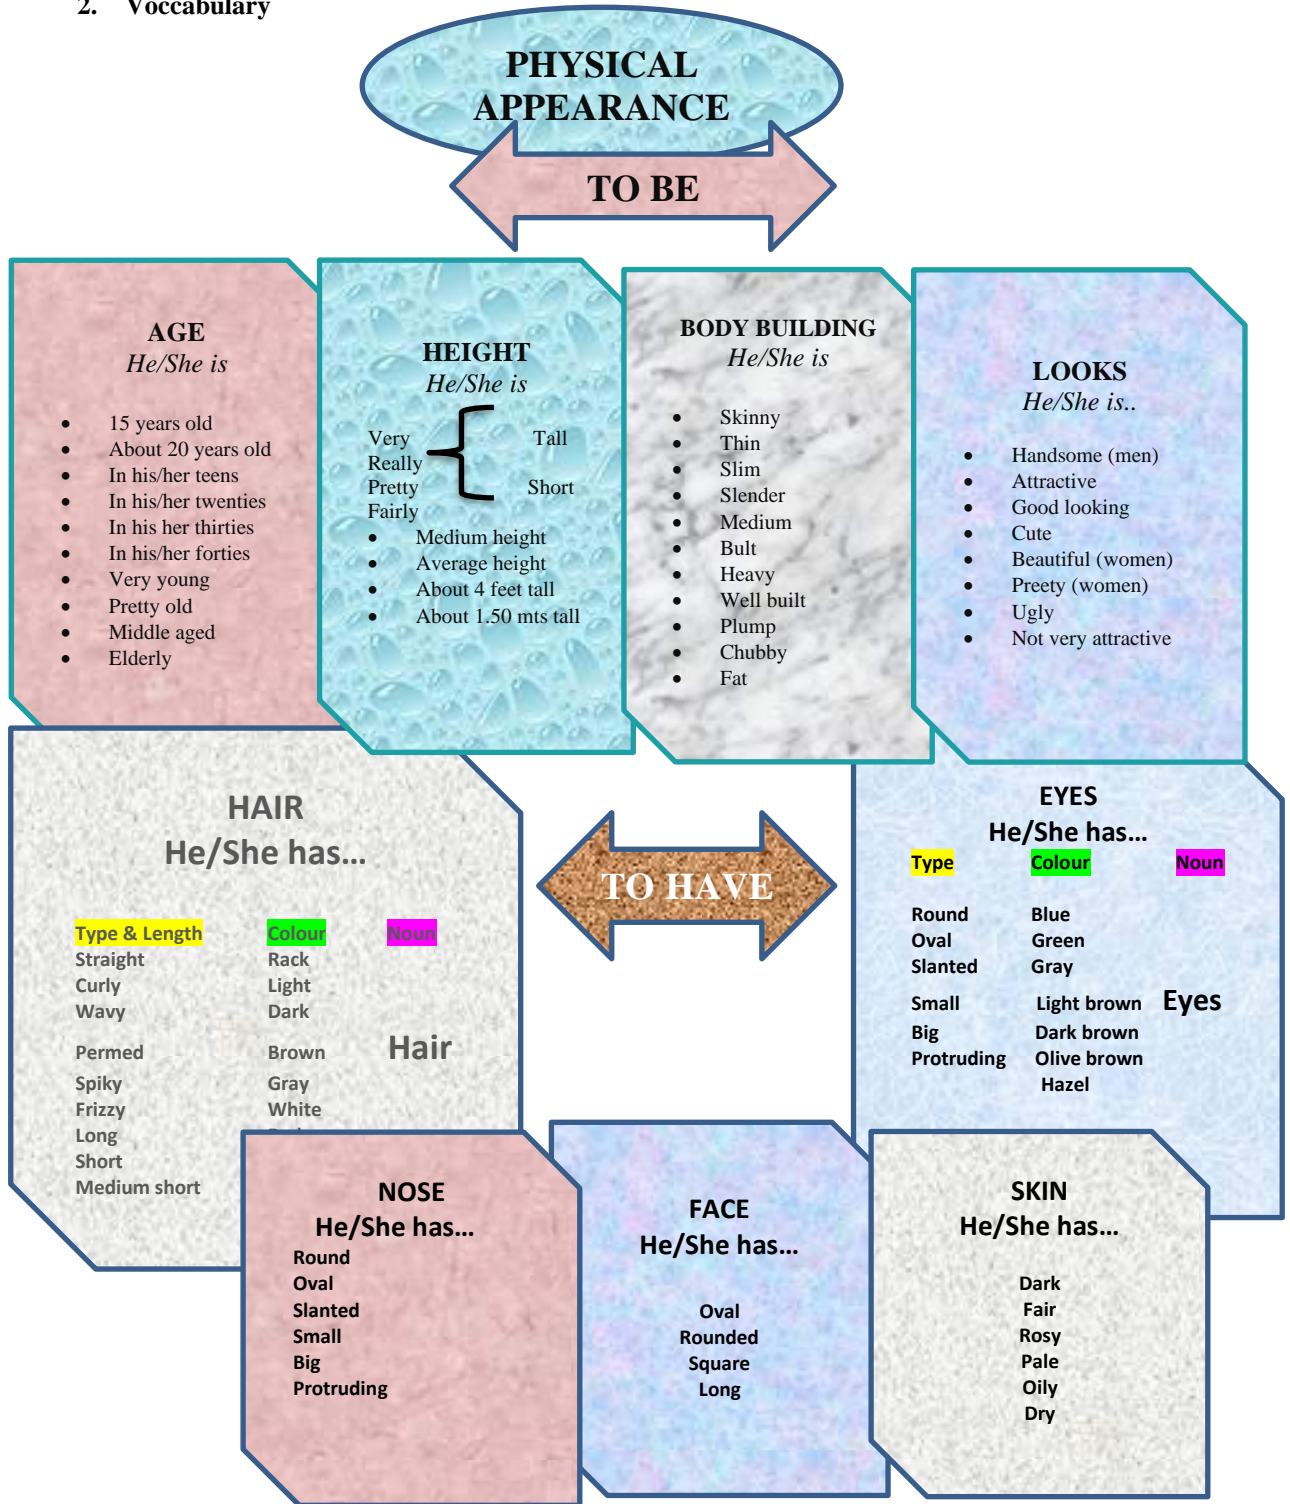 2. Voccabulary
PHYSICAL
APPEARANCE
TO BE
AGE
He/She is
• 15 years old
• About 20 years old
• In his/her teens
• In his/her twenties
• In his her thirties
• In his/her forties
• Very young
• Pretty old
• Middle aged
• Elderly
HEIGHT
He/She is
Very Tall
Really
Pretty Short
Fairly
• Medium height
• Average height
• About 4 feet tall
• About 1.50 mts tall
BODY BUILDING
He/She is
• Skinny
• Thin
• Slim
• Slender
• Medium
• Bult
• Heavy
• Well built
• Plump
• Chubby
• Fat
LOOKS
He/She is..
• Handsome (men)
• Attractive
• Good looking
• Cute
• Beautiful (women)
• Preety (women)
• Ugly
• Not very attractive
HAIR
He/She has...
Type & Length Colour Noun
Straight Rack
Curly Light
Wavy Dark
Permed Brown Hair
Spiky Gray
Frizzy White
Long
Short
Medium short
TO HAVE
EYES
He/She has...
Type Colour Noun
Round Blue
Oval Green
Slanted Gray
Small Light brown Eyes
Big Dark brown
Protruding Olive brown
Hazel
NOSE
He/She has...
Round
Oval
Slanted
Small
Big
Protruding
FACE
He/She has...
Oval
Rounded
Square
Long
SKIN
He/She has...
Dark
Fair
Rosy
Pale
Oily
Dry